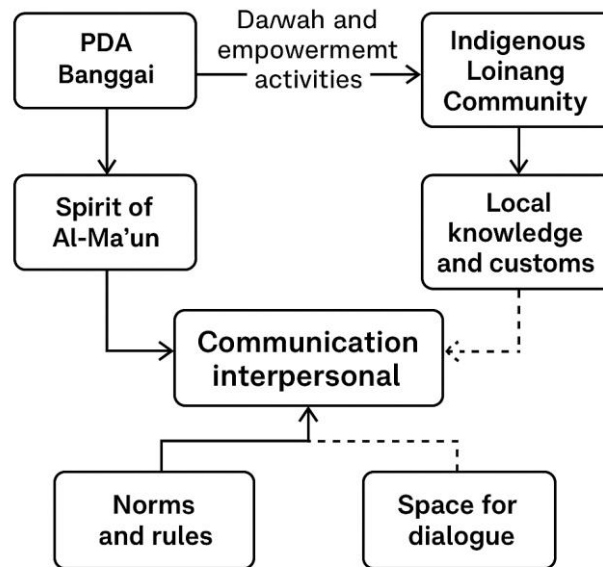 PDA
Banggai
Da/wah and
empowermemt
activities
Indigenous
Loinang
Community
Spirit of
Al-Ma’un
Local
knowledge
and customs
Communication
interpersonal
Norms
and rules
Space for
dialogue